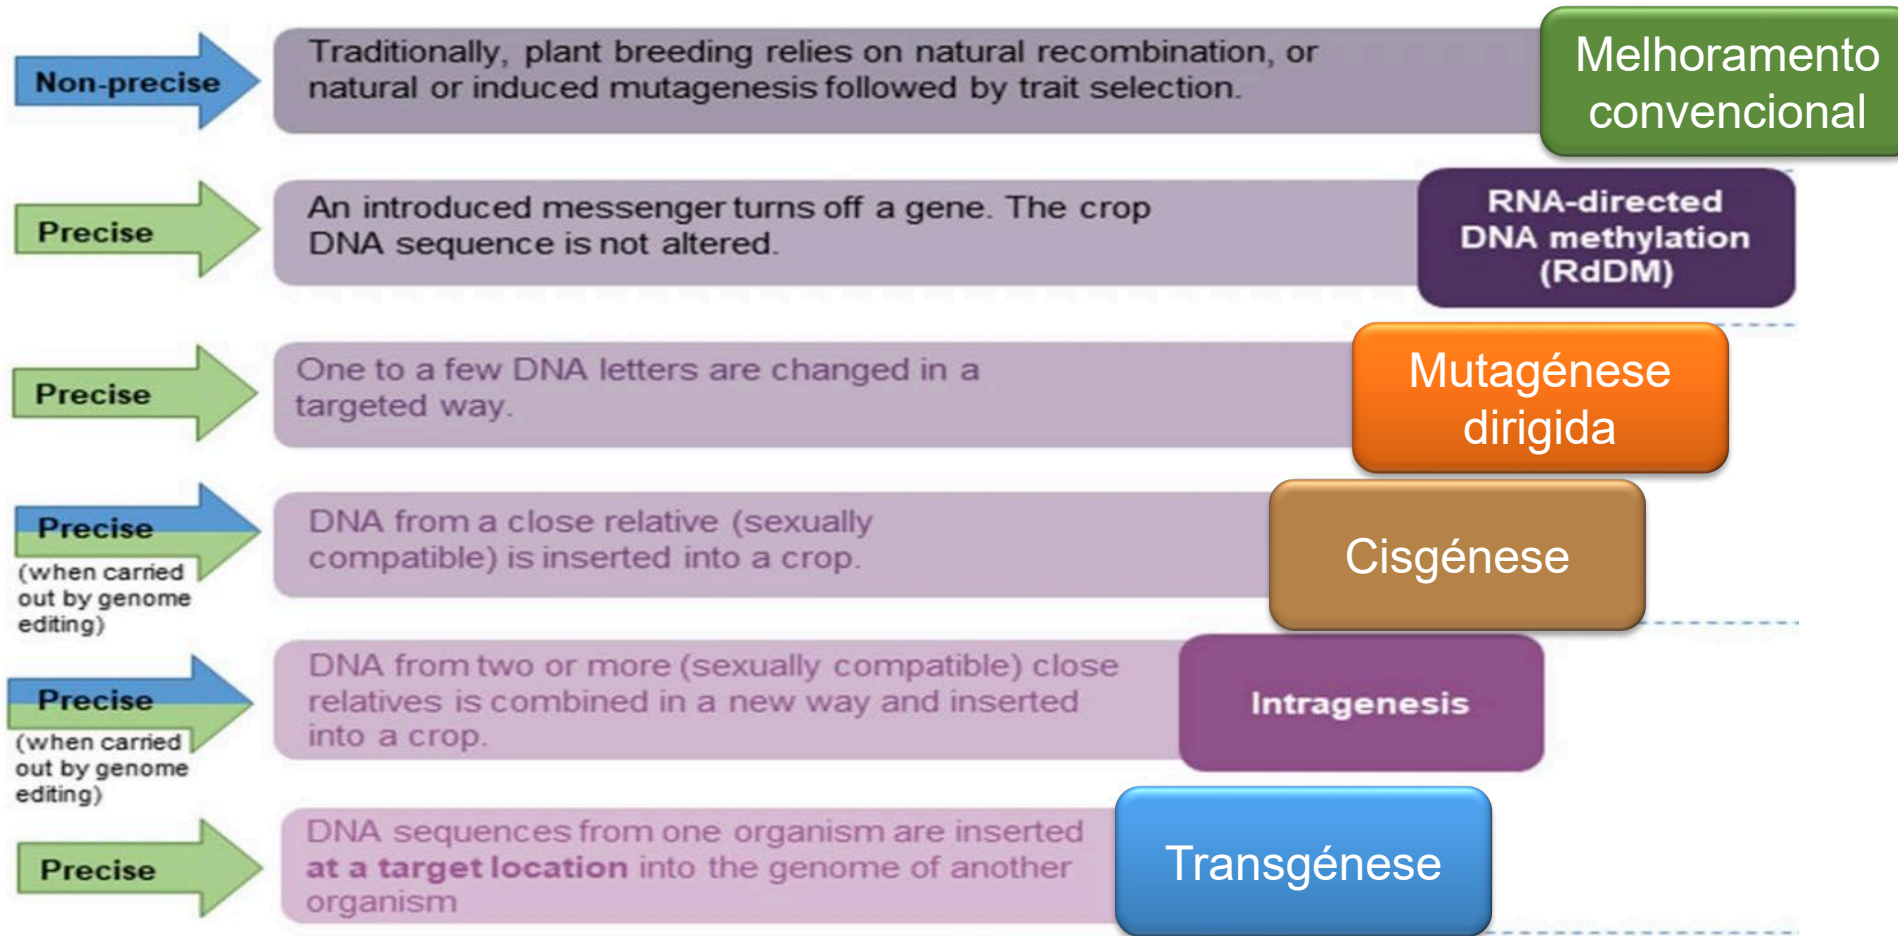 Non-precise
Traditionally, plant breeding relies on natural recombination, or
natural or induced mutagenesis followed by trait selection.
Melhoramento
convencional
Precise
An introduced messenger turns off a gene. The crop
DNA sequence is not altered.
RNA-directed
DNA methylation
(RdDM)
Precise
One to a few DNA letters are changed in a
targeted way.
Mutagénese
dirigida
Precise
(when carried
out by genome
editing)
DNA from a close relative (sexually
compatible) is inserted into a crop.
Cisgénese
Precise
(when carried
out by genome
editing)
DNA from two or more (sexually compatible) close
relatives is combined in a new way and inserted
into a crop.
Intragenesis
Precise
DNA sequences from one organism are inserted
at a target location into the genome of another
organism
Transgénese